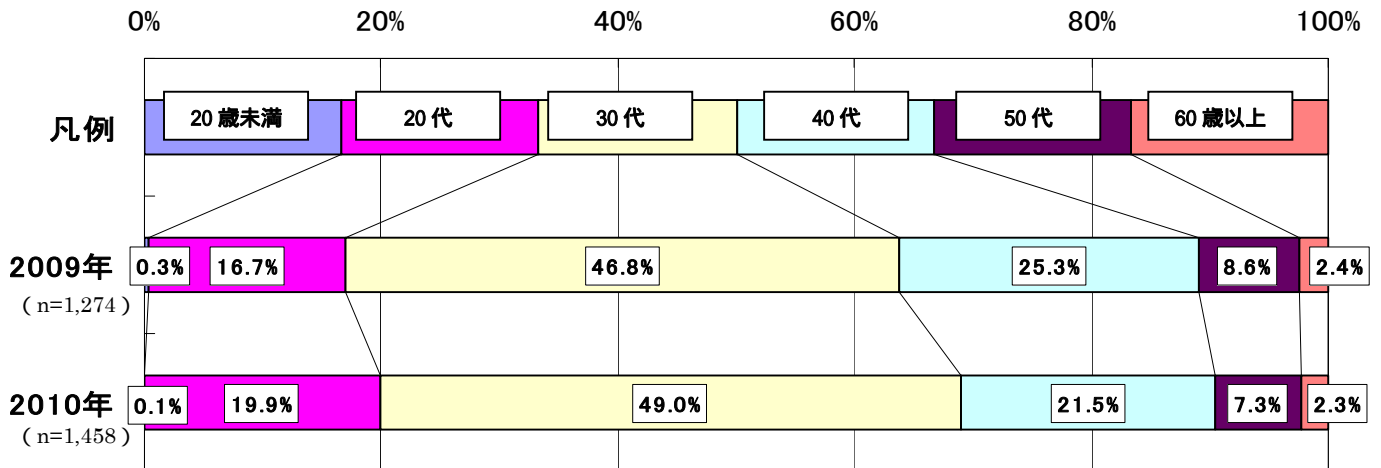 0% 20% 40% 60% 80% 100%
凡例 20歳未満 20代 30代 40代 50代 60歳以上
2009年 0.3% 16.7% 46.8% 25.3% 8.6% 2.4%
(n=1,274)
2010年 0.1% 19.9% 49.0% 21.5% 7.3% 2.3%
(n=1,458)